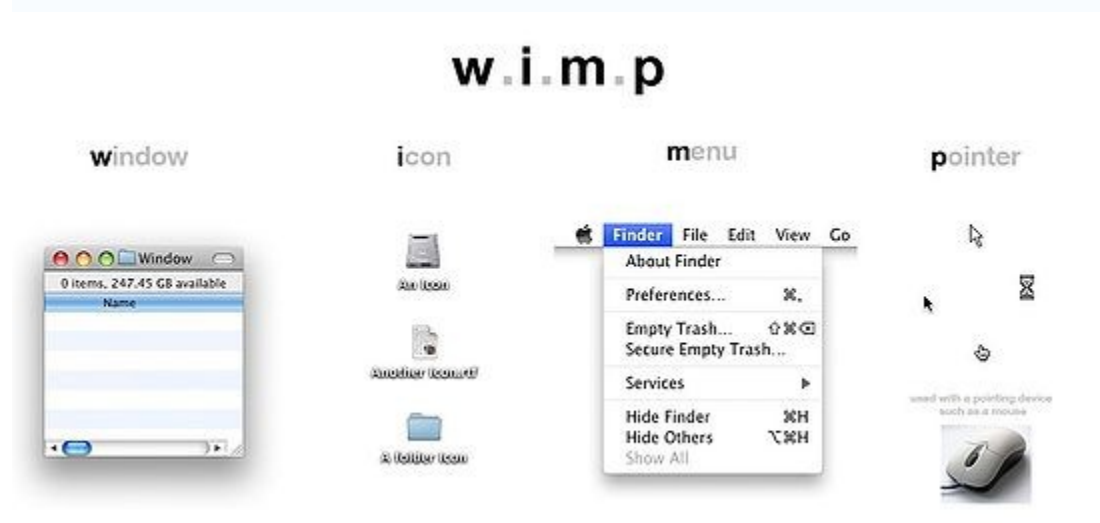 w.i.m.p
window
icon
menu
pointer
Window
0 items, 247.45 GB available
Name
An Icon
Another Icon.rtf
A folder Icon
Finder File Edit View Go
About Finder
Preferences... ⌘,
Empty Trash... ⇧⌘⌫
Secure Empty Trash...
Services ▶
Hide Finder ⌘H
Hide Others ⌥⌘H
Show All
used with a pointing device
such as a mouse